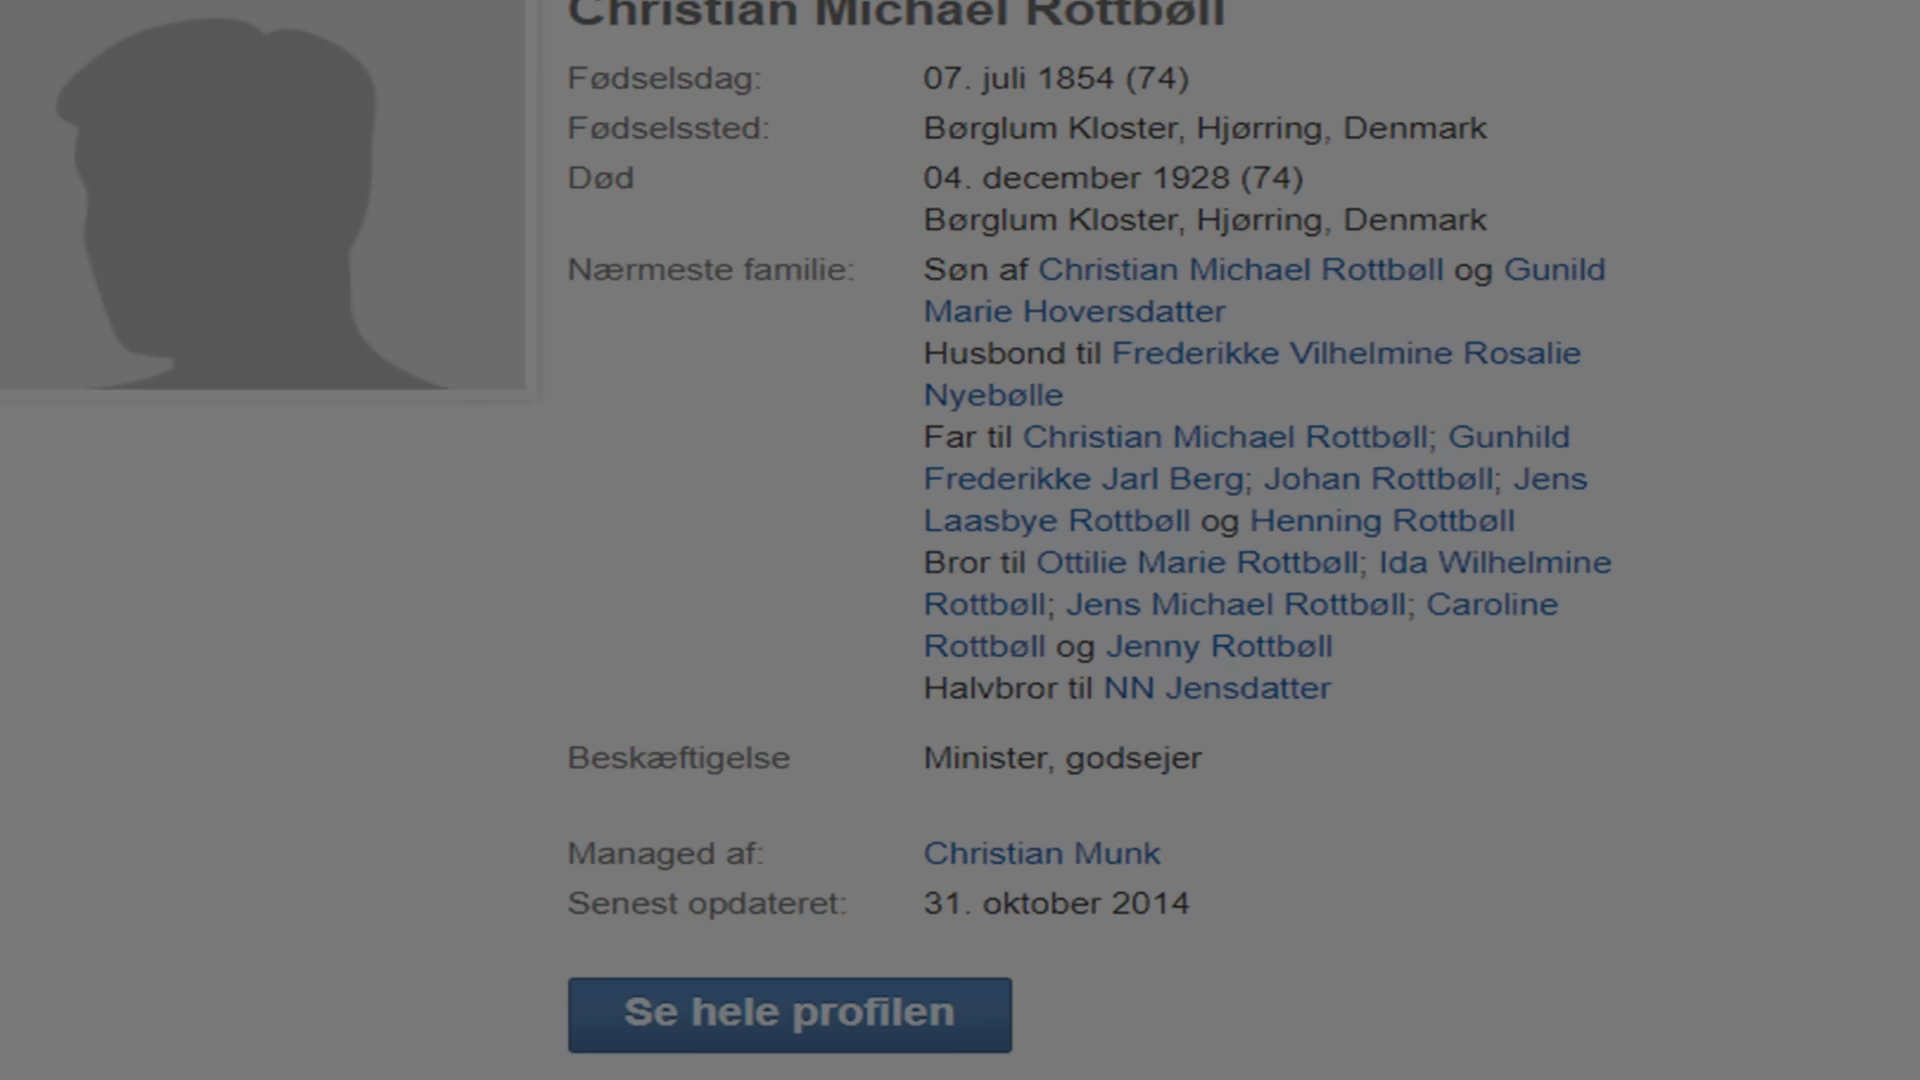 Christian Michael Rottbøll
Fødselsdag: 07. juli 1854 (74)
Fødselssted: Børglum Kloster, Hjørring, Denmark
Død 04. december 1928 (74)
Børglum Kloster, Hjørring, Denmark
Nærmeste familie: Søn af Christian Michael Rottbøll og Gunild
Marie Hoversdatter
Husbond til Frederikke Vilhelmine Rosalie
Nyebølle
Far til Christian Michael Rottbøll; Gunhild
Frederikke Jarl Berg; Johan Rottbøll; Jens
Laasbye Rottbøll og Henning Rottbøll
Bror til Ottilie Marie Rottbøll; Ida Wilhelmine
Rottbøll; Jens Michael Rottbøll; Caroline
Rottbøll og Jenny Rottbøll
Halvbror til NN Jensdatter
Beskæftigelse Minister, godsejer
Managed af: Christian Munk
Senest opdateret: 31. oktober 2014
Se hele profilen